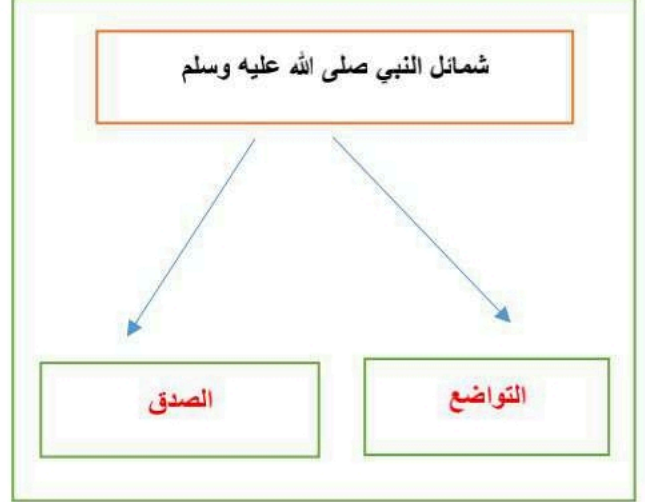 شمائل النبي صلى الله عليه وسلم
التواضع
الصدق